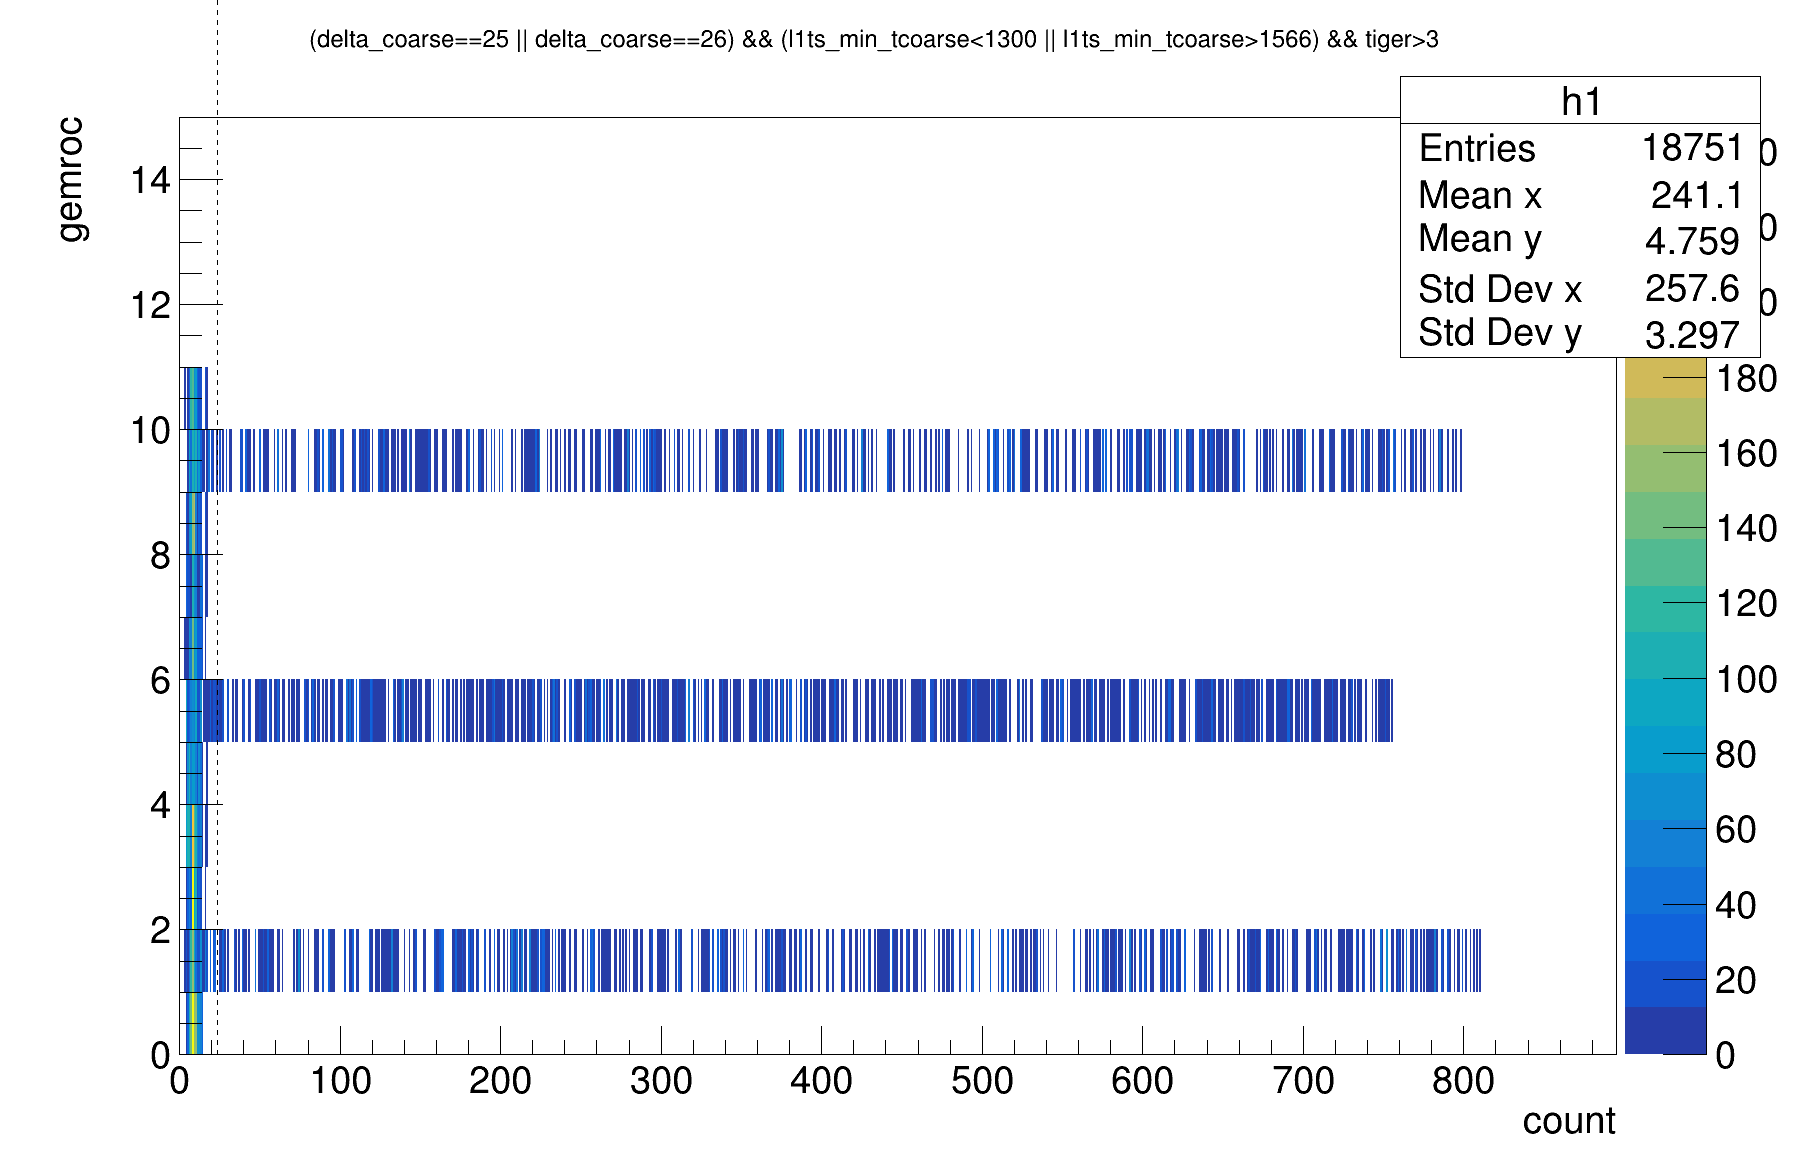 (delta_coarse==25 || delta_coarse==26) && (l1ts_min_tcoarse<1300 || l1ts_min_tcoarse>1566) && tiger>3
h1
Entries 18751
Mean x 241.1
Mean y 4.759
Std Dev x 257.6
Std Dev y 3.297
gemroc
14
12
10
8
6
4
2
0
0 100 200 300 400 500 600 700 800
count
180
160
140
120
100
80
60
40
20
0